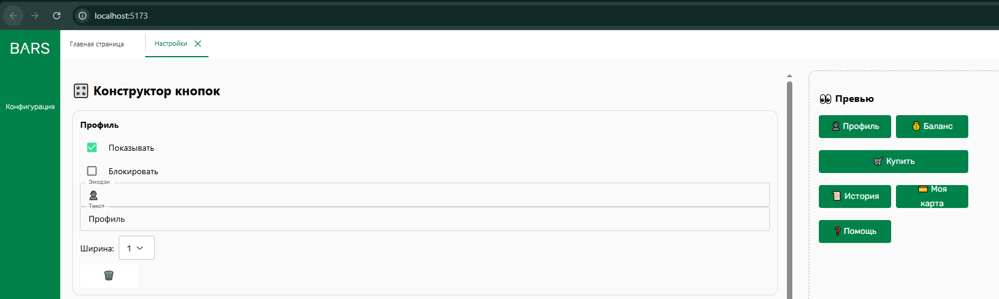 localhost:5173
BARS
Главная страница
Настройки
Конфигурация
🎛️ Конструктор кнопок
Профиль
Показывать
Блокировать
Эмодзи
👤
Текст
Профиль
Ширина: 1
🗑️
👀 Превью
👤 Профиль
💰 Баланс
🛒 Купить
📜 История
💳 Моя
карта
❓ Помощь